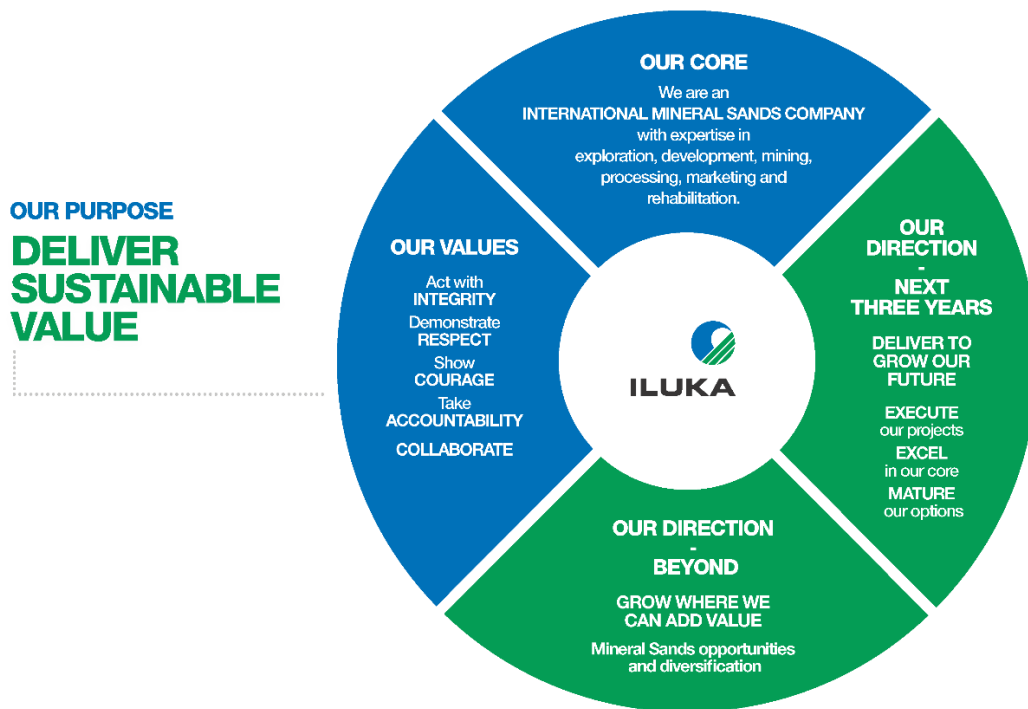 OUR PURPOSE
DELIVER
SUSTAINABLE
VALUE
OUR CORE
We are an
INTERNATIONAL MINERAL SANDS COMPANY
with expertise in
exploration, development, mining,
processing, marketing and
rehabilitation.
OUR VALUES
Act with
INTEGRITY
Demonstrate
RESPECT
Show
COURAGE
Take
ACCOUNTABILITY
COLLABORATE
ILUKA
OUR
DIRECTION
-
NEXT
THREE YEARS
DELIVER TO
GROW OUR
FUTURE
EXECUTE
our projects
EXCEL
in our core
MATURE
our options
OUR DIRECTION
-
BEYOND
GROW WHERE WE
CAN ADD VALUE
Mineral Sands opportunities
and diversification